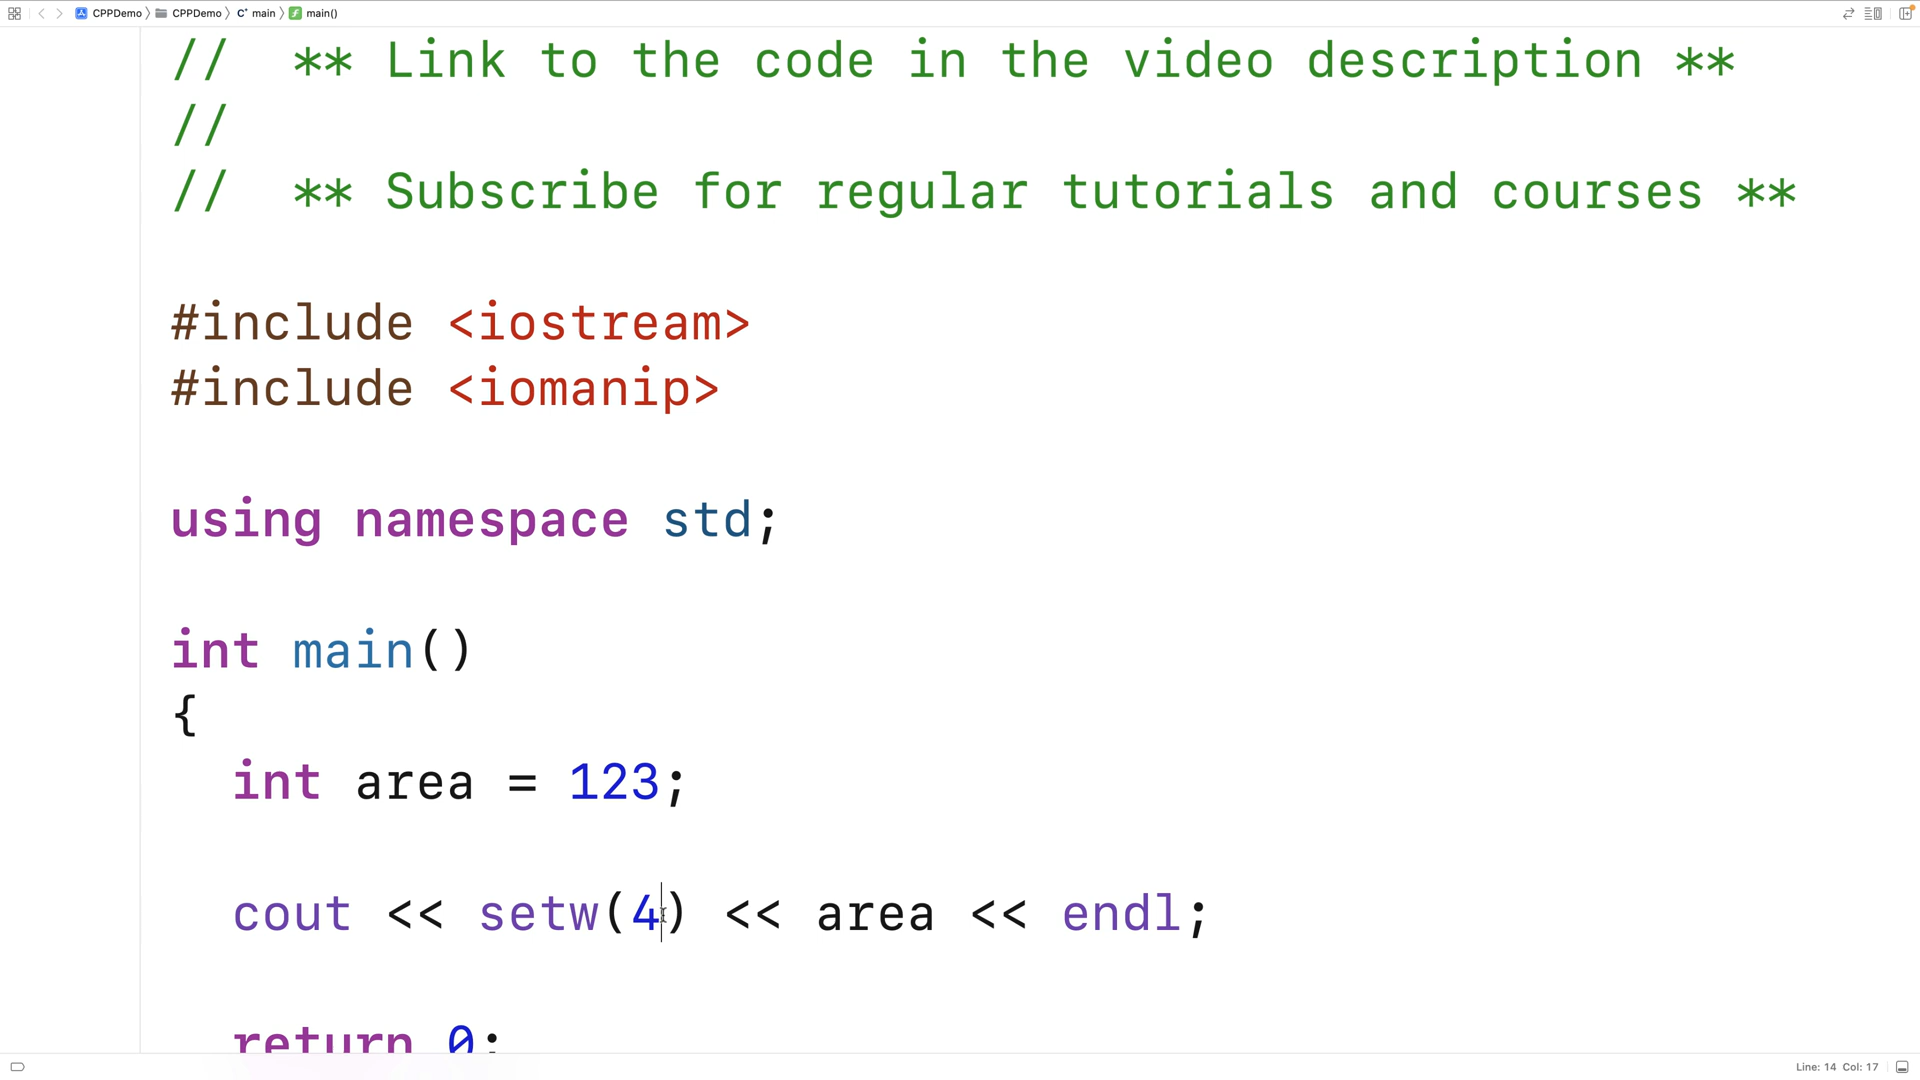 CPPDemo 〉 CPPDemo 〉 C⁺ main 〉 f main()
//  ** Link to the code in the video description **
//
//  ** Subscribe for regular tutorials and courses **
#include <iostream>
#include <iomanip>
using namespace std;
int main()
{
int area = 123;
cout << setw(4) << area << endl;
return 0;
Line: 14 Col: 17